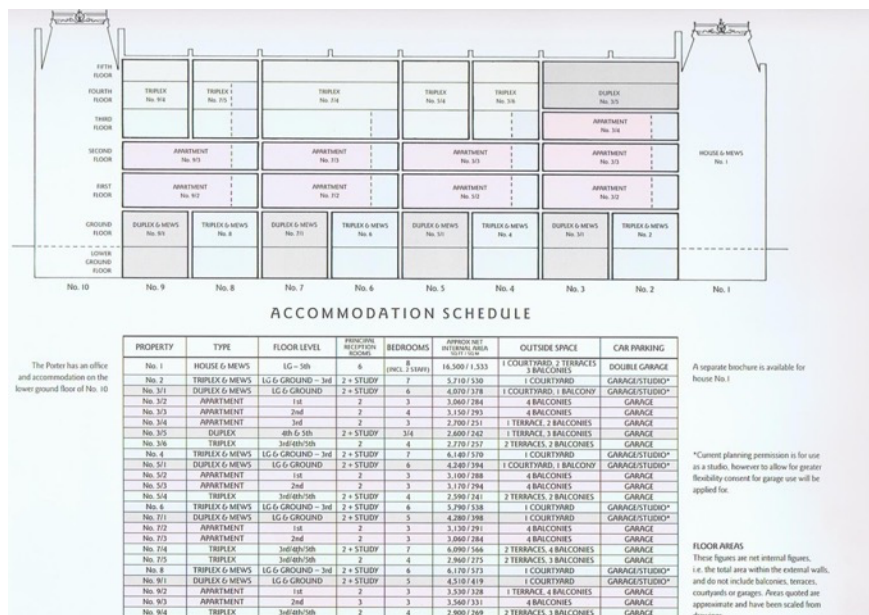 FIFTH
FLOOR
FOURTH
FLOOR
TRIPLEX
No. 9/4
TRIPLEX
No. 7/5
TRIPLEX
No. 7/4
TRIPLEX
No. 5/4
TRIPLEX
No. 3/6
DUPLEX
No. 3/5
THIRD
FLOOR
APARTMENT
No. 3/4
SECOND
FLOOR
APARTMENT
No. 9/3
APARTMENT
No. 7/3
APARTMENT
No. 5/3
APARTMENT
No. 3/3
HOUSE & MEWS
No. 1
FIRST
FLOOR
APARTMENT
No. 9/2
APARTMENT
No. 7/2
APARTMENT
No. 5/2
APARTMENT
No. 3/2
GROUND
FLOOR
DUPLEX & MEWS
No. 9/1
TRIPLEX & MEWS
No. 8
DUPLEX & MEWS
No. 7/1
TRIPLEX & MEWS
No. 6
DUPLEX & MEWS
No. 5/1
TRIPLEX & MEWS
No. 4
DUPLEX & MEWS
No. 3/1
TRIPLEX & MEWS
No. 2
LOWER
GROUND
FLOOR
No. 10 No. 9 No. 8 No. 7 No. 6 No. 5 No. 4 No. 3 No. 2 No. 1
ACCOMMODATION SCHEDULE
PROPERTY TYPE FLOOR LEVEL PRINCIPAL RECEPTION ROOMS BEDROOMS APPROX NET INTERNAL AREA SQ FT / SQ M OUTSIDE SPACE CAR PARKING
No. 1 HOUSE & MEWS LG – 5th 6 8 (INCL. 2 STAFF) 16,500 / 1,533 1 COURTYARD, 2 TERRACES 3 BALCONIES DOUBLE GARAGE
No. 2 TRIPLEX & MEWS LG & GROUND – 3rd 2 + STUDY 7 5,710 / 530 1 COURTYARD GARAGE/STUDIO*
No. 3/1 DUPLEX & MEWS LG & GROUND 2 + STUDY 6 4,070 / 378 1 COURTYARD, 1 BALCONY GARAGE/STUDIO*
No. 3/2 APARTMENT 1st 2 3 3,060 / 284 4 BALCONIES GARAGE
No. 3/3 APARTMENT 2nd 2 4 3,150 / 293 4 BALCONIES GARAGE
No. 3/4 APARTMENT 3rd 2 3 2,700 / 251 1 TERRACE, 2 BALCONIES GARAGE
No. 3/5 DUPLEX 4th & 5th 2 + STUDY 3/4 2,600 / 242 1 TERRACE, 3 BALCONIES GARAGE
No. 3/6 TRIPLEX 3rd/4th/5th 2 4 2,770 / 257 2 TERRACES, 2 BALCONIES GARAGE
No. 4 TRIPLEX & MEWS LG & GROUND – 3rd 2 + STUDY 7 6,140 / 570 1 COURTYARD GARAGE/STUDIO*
No. 5/1 DUPLEX & MEWS LG & GROUND 2 + STUDY 6 4,240 / 394 1 COURTYARD, 1 BALCONY GARAGE/STUDIO*
No. 5/2 APARTMENT 1st 2 3 3,100 / 288 4 BALCONIES GARAGE
No. 5/3 APARTMENT 2nd 2 3 3,170 / 294 4 BALCONIES GARAGE
No. 5/4 TRIPLEX 3rd/4th/5th 2 + STUDY 4 2,590 / 241 2 TERRACES, 2 BALCONIES GARAGE
No. 6 TRIPLEX & MEWS LG & GROUND – 3rd 2 + STUDY 6 5,790 / 538 1 COURTYARD GARAGE/STUDIO*
No. 7/1 DUPLEX & MEWS LG & GROUND 2 + STUDY 5 4,280 / 398 1 COURTYARD GARAGE/STUDIO*
No. 7/2 APARTMENT 1st 2 3 3,130 / 291 4 BALCONIES GARAGE
No. 7/3 APARTMENT 2nd 2 3 3,060 / 284 4 BALCONIES GARAGE
No. 7/4 TRIPLEX 3rd/4th/5th 2 + STUDY 7 6,090 / 566 2 TERRACES, 4 BALCONIES GARAGE
No. 7/5 TRIPLEX 3rd/4th/5th 2 4 2,960 / 275 2 TERRACES, 3 BALCONIES GARAGE
No. 8 TRIPLEX & MEWS LG & GROUND – 3rd 2 + STUDY 6 6,170 / 573 1 COURTYARD GARAGE/STUDIO*
No. 9/1 DUPLEX & MEWS LG & GROUND 2 + STUDY 5 4,510 / 419 1 COURTYARD GARAGE/STUDIO*
No. 9/2 APARTMENT 1st 2 3 3,530 / 328 1 TERRACE, 4 BALCONIES GARAGE
No. 9/3 APARTMENT 2nd 3 3 3,560 / 331 4 BALCONIES GARAGE
No. 9/4 TRIPLEX 3rd/4th/5th 2 4 2,900 / 269 2 TERRACES, 3 BALCONIES GARAGE
The Porter has an office
and accommodation on the
lower ground floor of No. 10
A separate brochure is available for
house No.1
*Current planning permission is for use
as a studio, however to allow for greater
flexibility consent for garage use will be
applied for.
FLOOR AREAS
These figures are net internal figures,
i.e. the total area within the external walls,
and do not include balconies, terraces,
courtyards or garages. Areas quoted are
approximate and have been scaled from